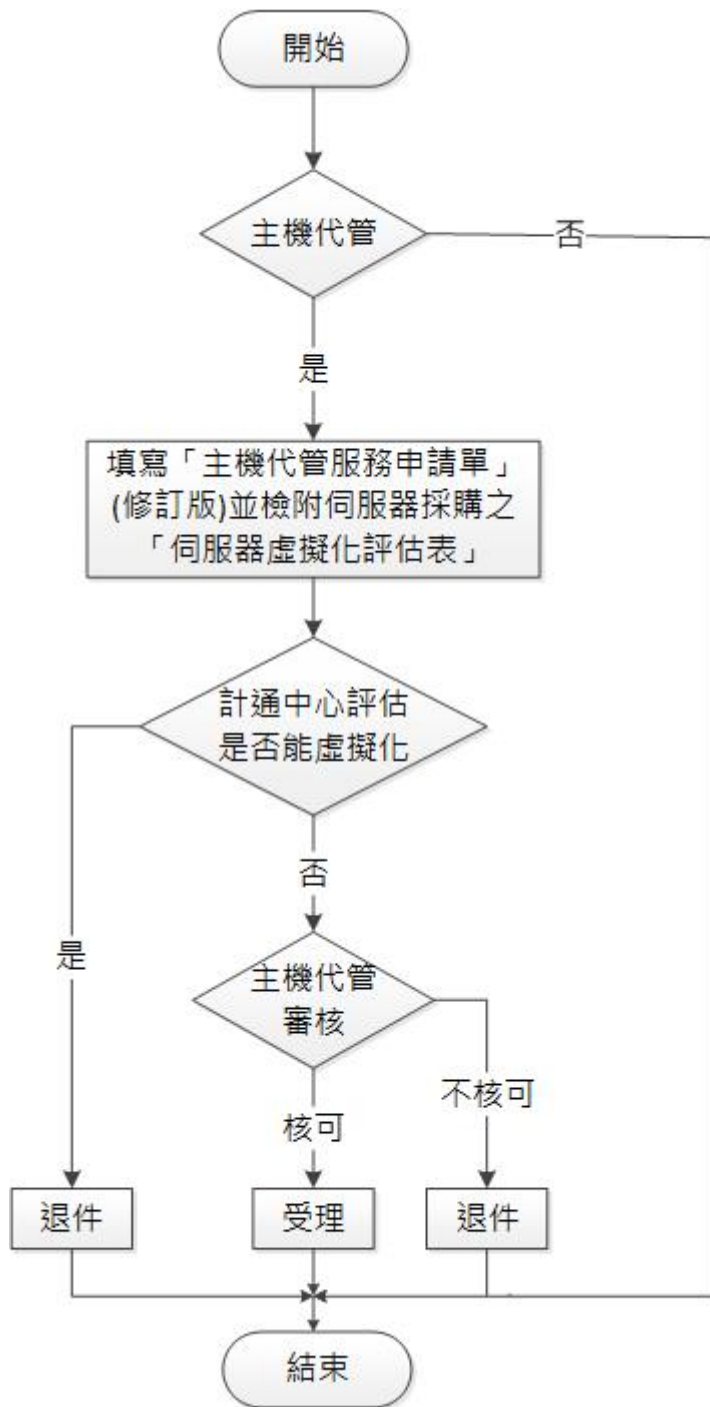 開始
主機代管
否
是
填寫「主機代管服務申請單」
(修訂版)並檢附伺服器採購之
「伺服器虛擬化評估表」
計通中心評估
是否能虛擬化
否
是
主機代管
審核
不核可
核可
退件
受理
退件
結束